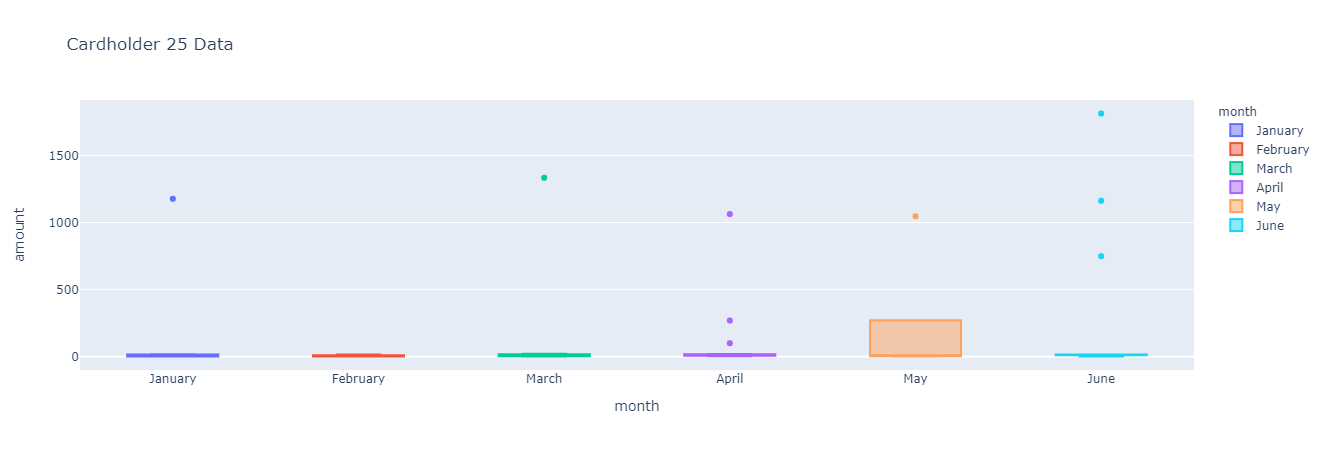 Cardholder 25 Data
amount
1500
1000
500
0
January
February
March
April
May
June
month
month
January
February
March
April
May
June